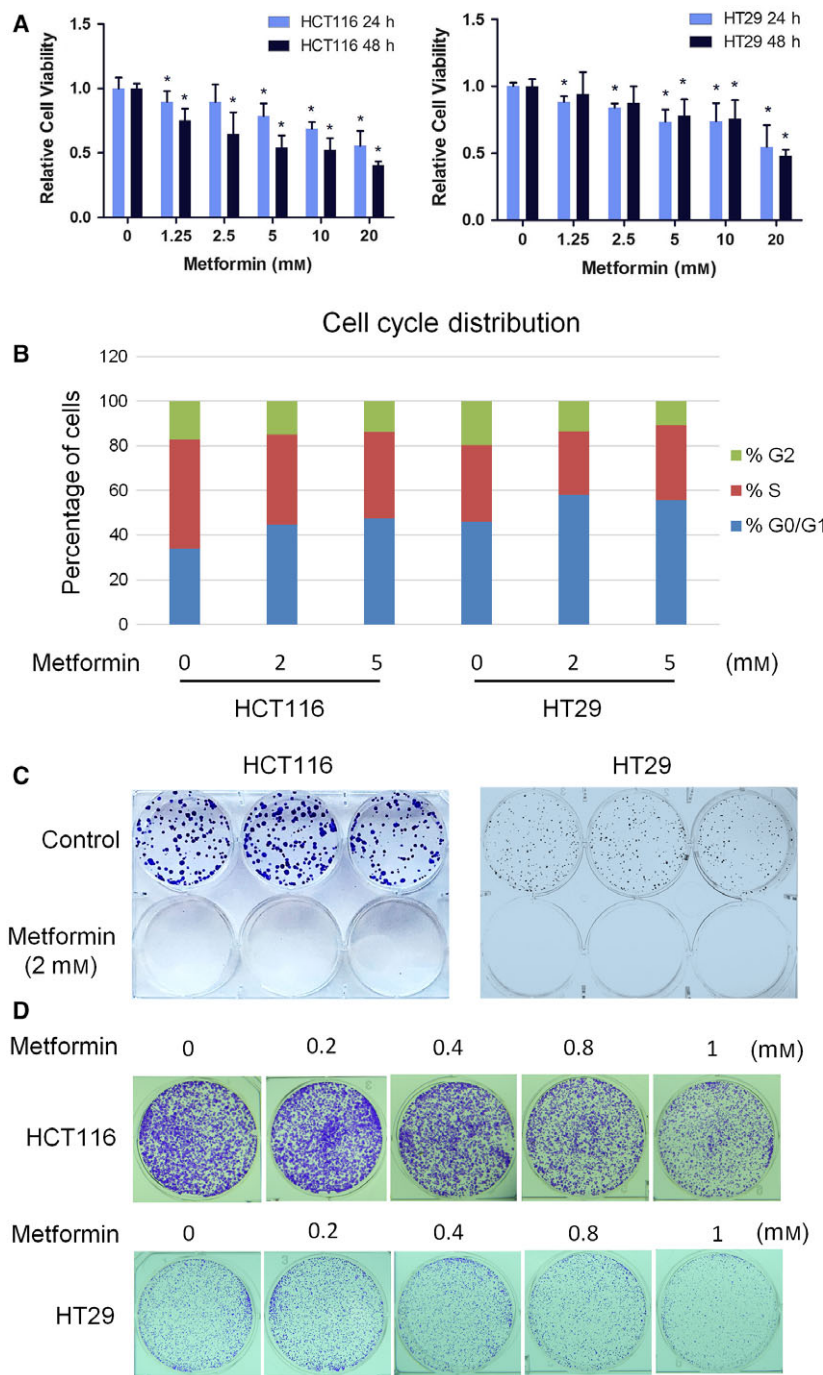 A
HCT116 24 h
HCT116 48 h
Relative Cell Viability
1.5
1.0
0.5
0.0
* * * * * * * * *
0 1.25 2.5 5 10 20
Metformin (mM)
HT29 24 h
HT29 48 h
Relative Cell Viability
1.5
1.0
0.5
0.0
* * * * * * * *
0 1.25 2.5 5 10 20
Metformin (mM)
B
Cell cycle distribution
Percentage of cells
120
100
80
60
40
20
0
% G2
% S
% G0/G1
Metformin 0 2 5 0 2 5 (mM)
HCT116 HT29
C
HCT116 HT29
Control
Metformin
(2 mM)
D
Metformin 0 0.2 0.4 0.8 1 (mM)
HCT116
Metformin 0 0.2 0.4 0.8 1 (mM)
HT29